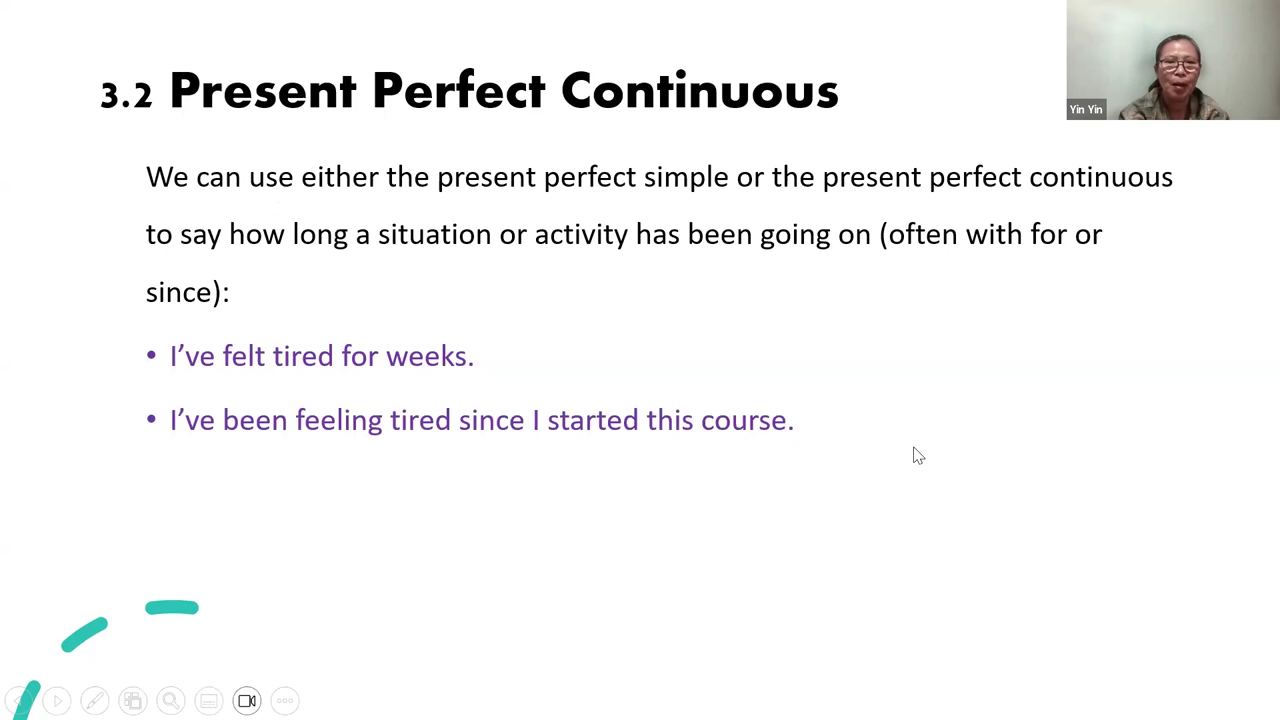 3.2 Present Perfect Continuous
Yin Yin
We can use either the present perfect simple or the present perfect continuous
to say how long a situation or activity has been going on (often with for or
since):
• I’ve felt tired for weeks.
• I’ve been feeling tired since I started this course.